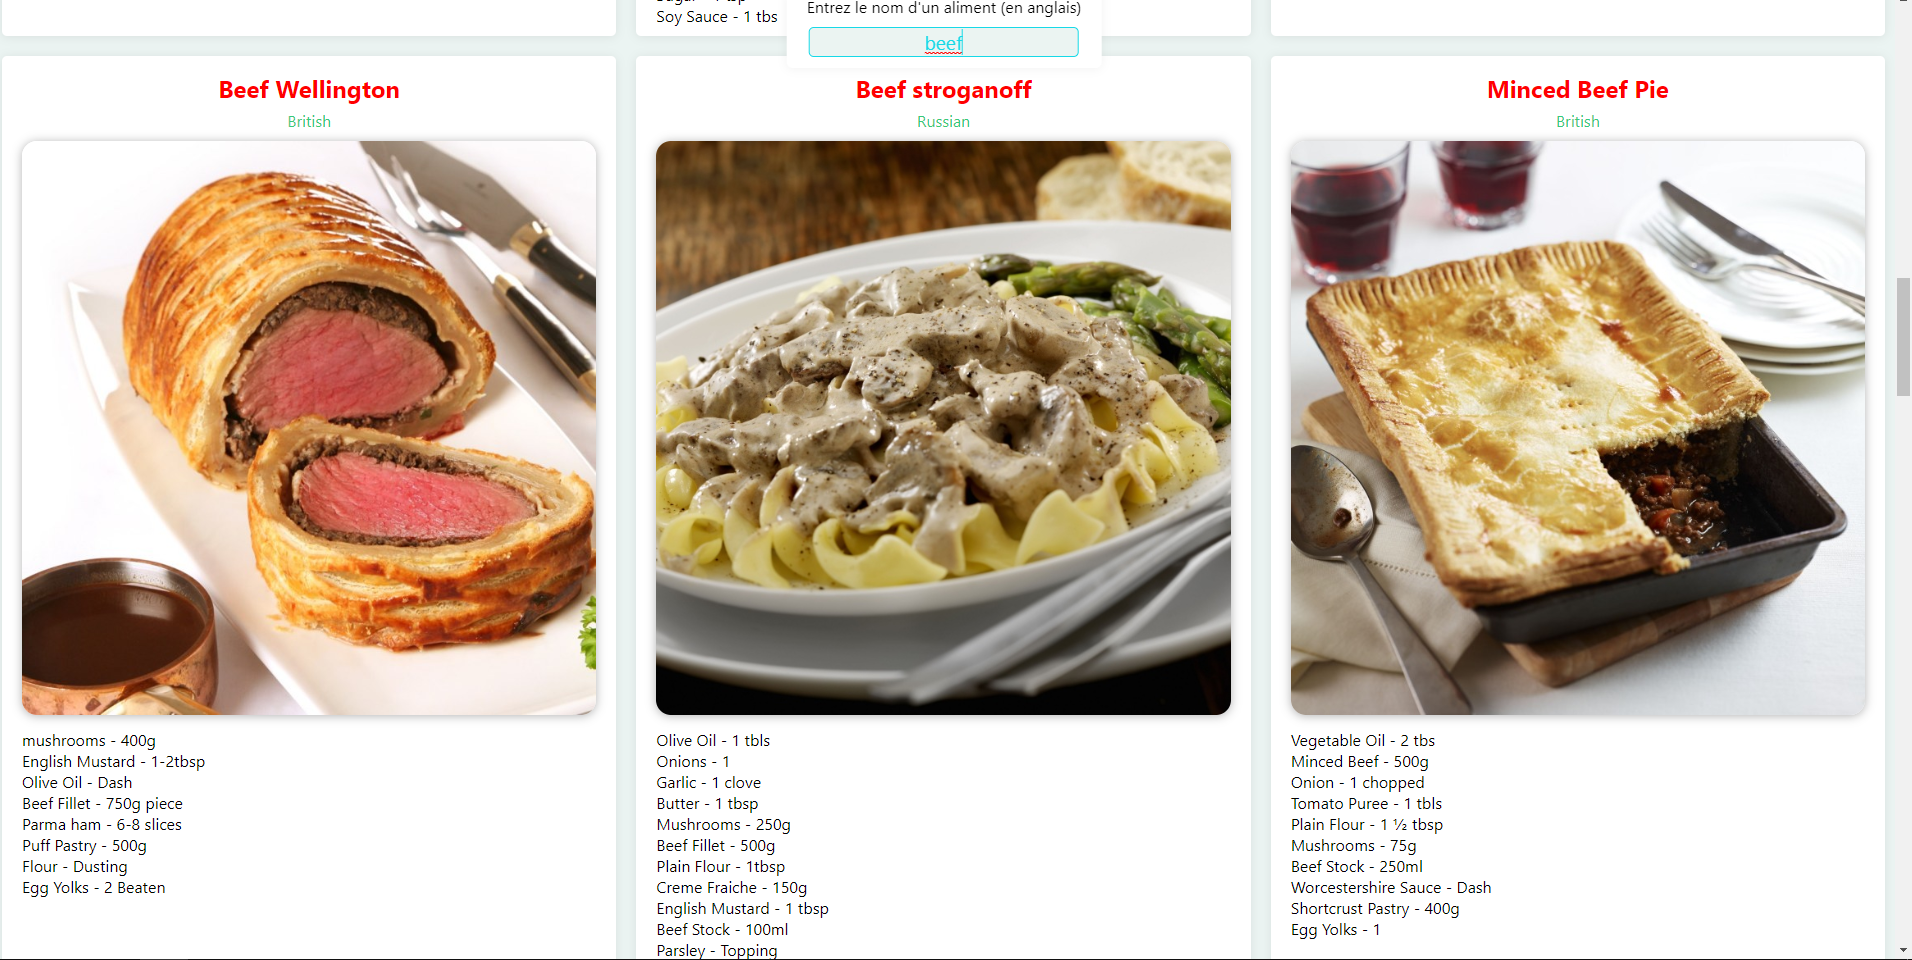 Soy Sauce - 1 tbs
Entrez le nom d'un aliment (en anglais)
beef
Beef Wellington
British
mushrooms - 400g
English Mustard - 1-2tbsp
Olive Oil - Dash
Beef Fillet - 750g piece
Parma ham - 6-8 slices
Puff Pastry - 500g
Flour - Dusting
Egg Yolks - 2 Beaten
Beef stroganoff
Russian
Olive Oil - 1 tbls
Onions - 1
Garlic - 1 clove
Butter - 1 tbsp
Mushrooms - 250g
Beef Fillet - 500g
Plain Flour - 1tbsp
Creme Fraiche - 150g
English Mustard - 1 tbsp
Beef Stock - 100ml
Parsley - Topping
Minced Beef Pie
British
Vegetable Oil - 2 tbs
Minced Beef - 500g
Onion - 1 chopped
Tomato Puree - 1 tbls
Plain Flour - 1 ½ tbsp
Mushrooms - 75g
Beef Stock - 250ml
Worcestershire Sauce - Dash
Shortcrust Pastry - 400g
Egg Yolks - 1